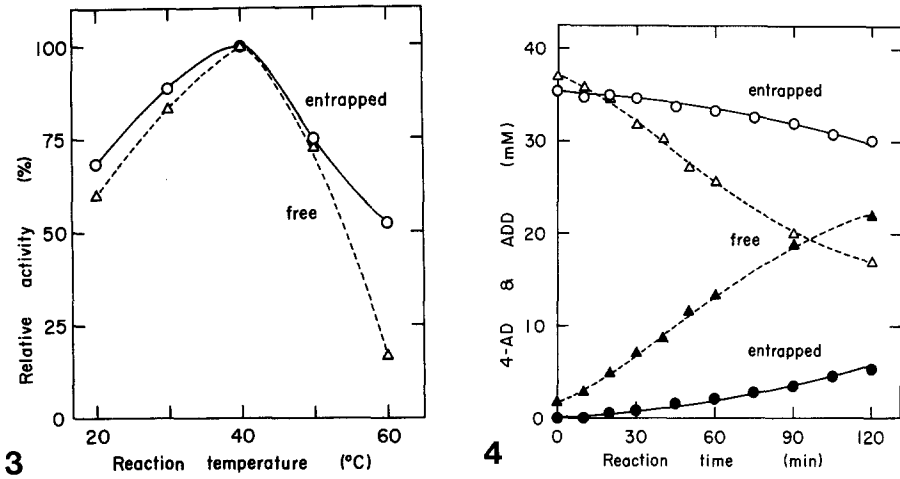 100
75
50
25
0
Relative activity (%)
entrapped
free
20 40 60
Reaction temperature (°C)
3
40
30
20
10
0
4-AD & ADD (mM)
entrapped
free
entrapped
0 30 60 90 120
Reaction time (min)
4